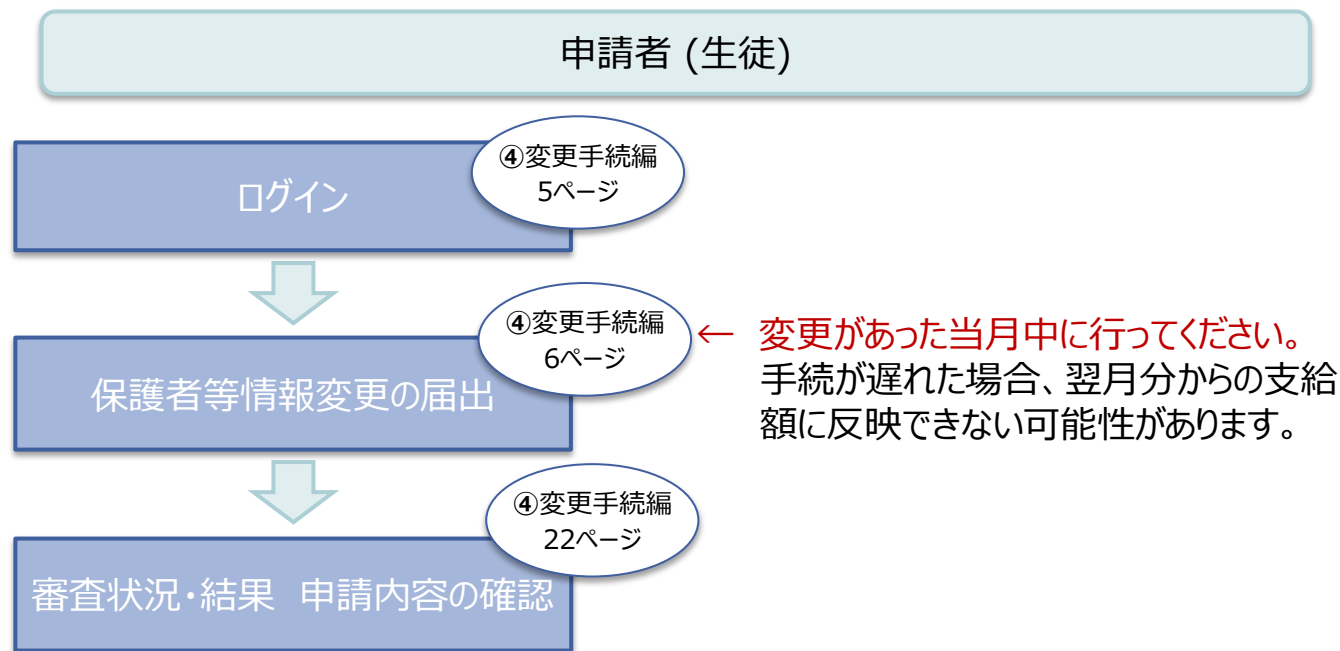 申請者 (生徒)
④変更手続編
5ページ
ログイン
④変更手続編
6ページ
← 変更があった当月中に行ってください。
手続が遅れた場合、翌月分からの支給
額に反映できない可能性があります。
保護者等情報変更の届出
④変更手続編
22ページ
審査状況・結果　申請内容の確認